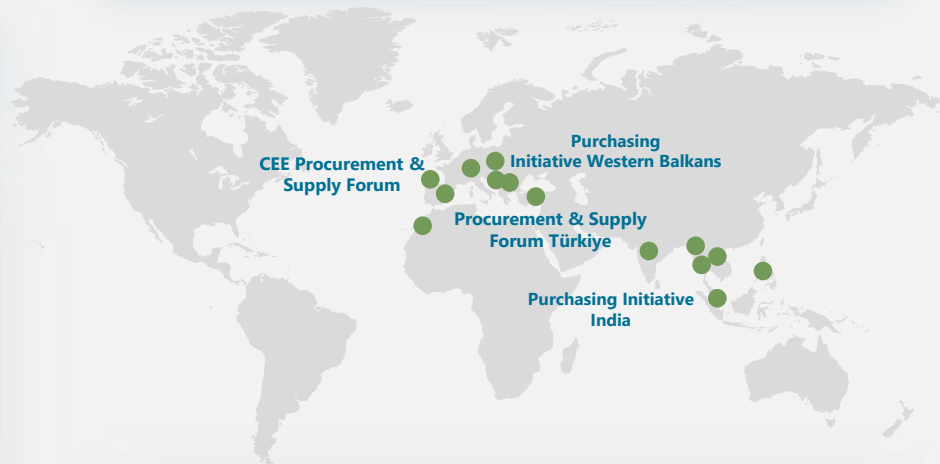 CEE Procurement &
Supply Forum
Purchasing
Initiative Western Balkans
Procurement & Supply
Forum Türkiye
Purchasing Initiative
India